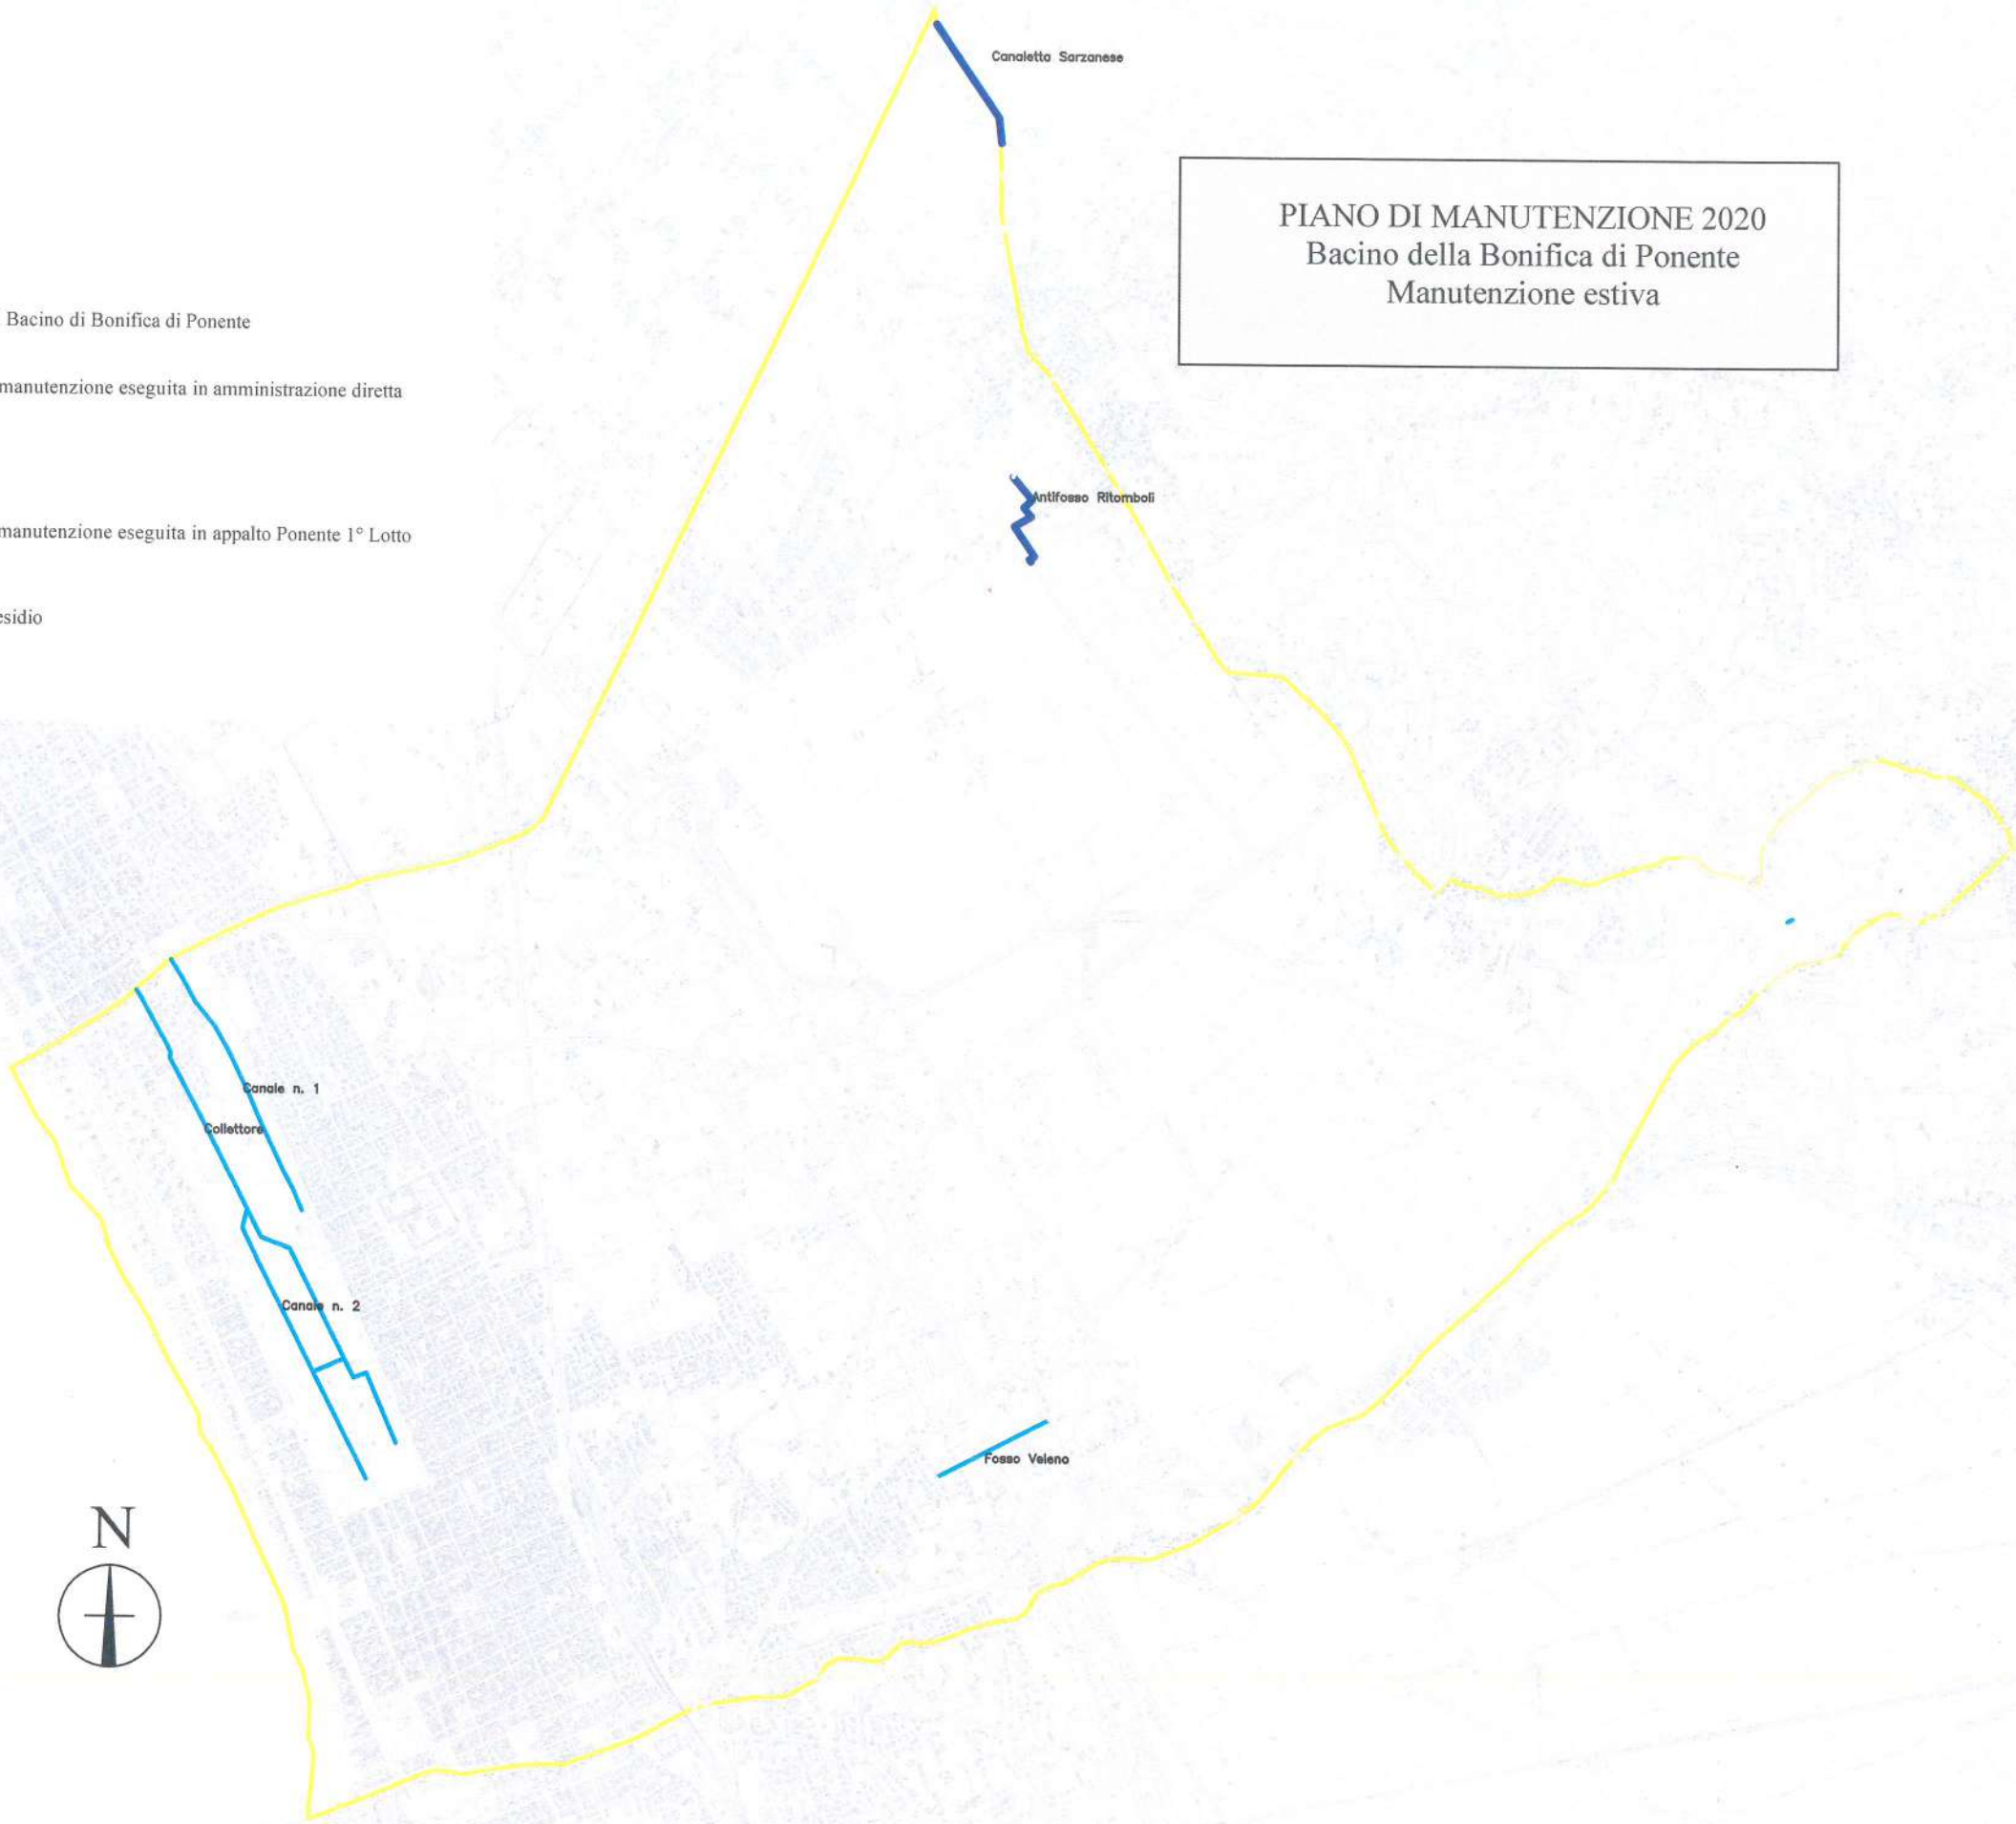 Canaletto Sarzanese
PIANO DI MANUTENZIONE 2020
Bacino della Bonifica di Ponente
Manutenzione estiva
Bacino di Bonifica di Ponente
manutenzione eseguita in amministrazione diretta
Antifosso Ritomboli
manutenzione eseguita in appalto Ponente 1° Lotto
esidio
Canale n. 1
Collettore
Canale n. 2
Fosso Veleno
N